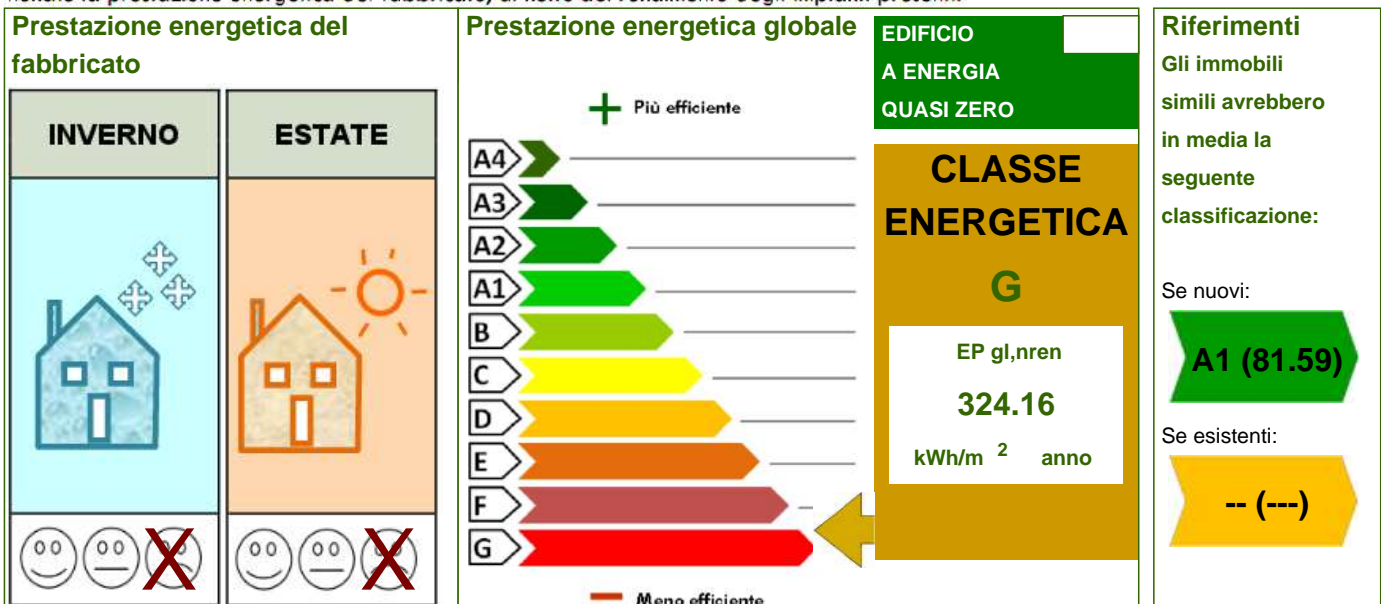 Prestazione energetica del
fabbricato
INVERNO
ESTATE
Prestazione energetica globale
Più efficiente
A4
A3
A2
A1
B
C
D
E
F
G
Meno efficiente
EDIFICIO
A ENERGIA
QUASI ZERO
CLASSE
ENERGETICA
G
EP gl,nren
324.16
kWh/m 2 anno
Riferimenti
Gli immobili
simili avrebbero
in media la
seguente
classificazione:
Se nuovi:
A1 (81.59)
Se esistenti:
-- (---)